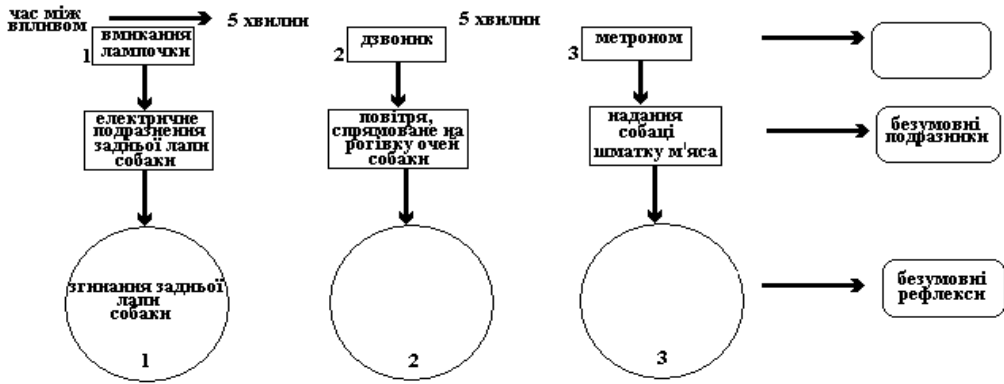 час між
впливом
5 хвилин
5 хвилин
1
вмикання
лампочки
2
дзвоник
3
метроном
електричне
подразнення
задньої лапи
собаки
повітря,
спрямоване на
рогівку очей
собаки
надання
собаці
шматку м'яса
безумовні
подразники
згинання задньої
лапи
собаки
1
2
3
безумовні
рефлекси